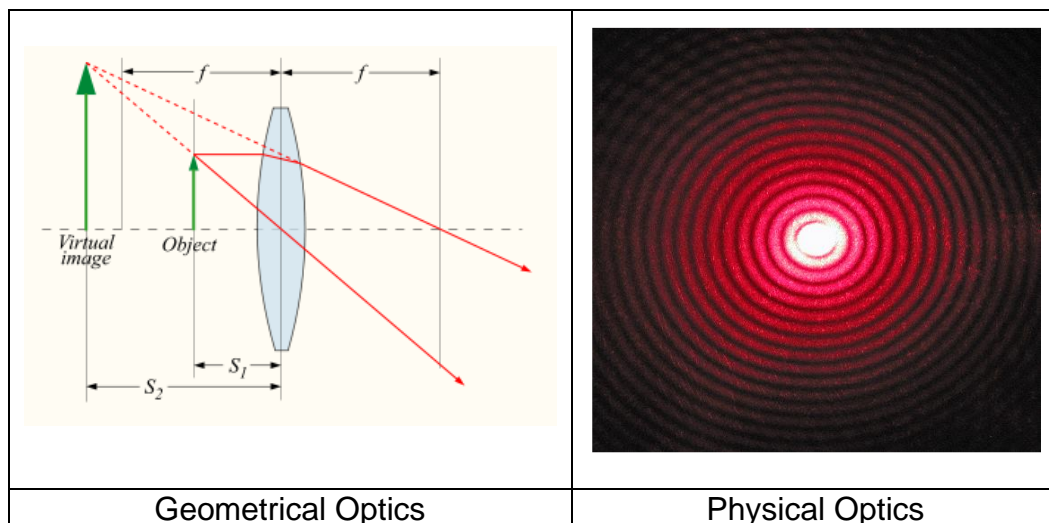 f
f
Virtual
image
Object
S1
S2
Geometrical Optics
Physical Optics